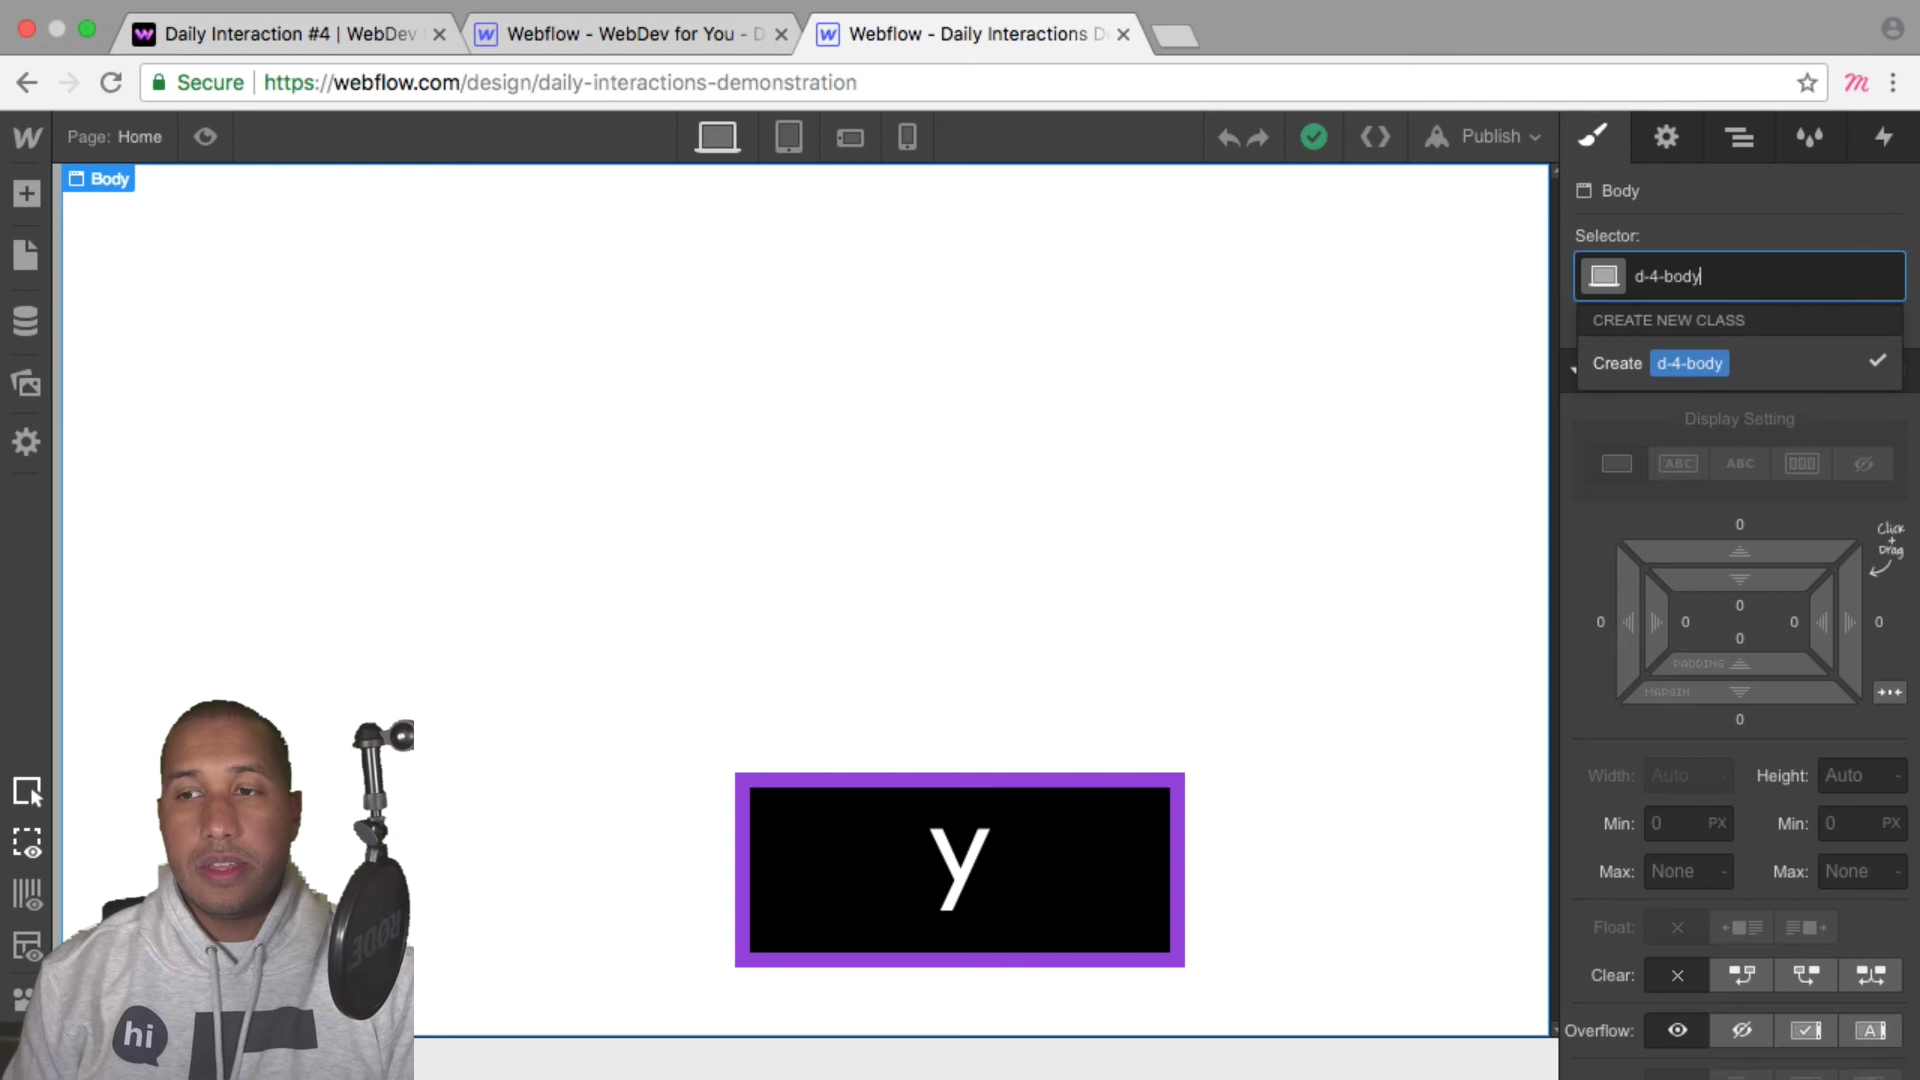 Daily Interaction #4 | WebDev
Webflow - WebDev for You - D
Webflow - Daily Interactions De
Secure
https://webflow.com/design/daily-interactions-demonstration
Page: Home
Publish
Body
Body
Selector:
d-4-body
CREATE NEW CLASS
Create d-4-body
Display Setting
ABC
ABC
0
Click + Drag
0
0
0
0
0
0
PADDING
MARGIN
0
Width: Auto -
Height: Auto -
Min: 0 PX
Min: 0 PX
Max: None -
Max: None -
Float:
Clear:
Overflow:
A
y
hi
RODE